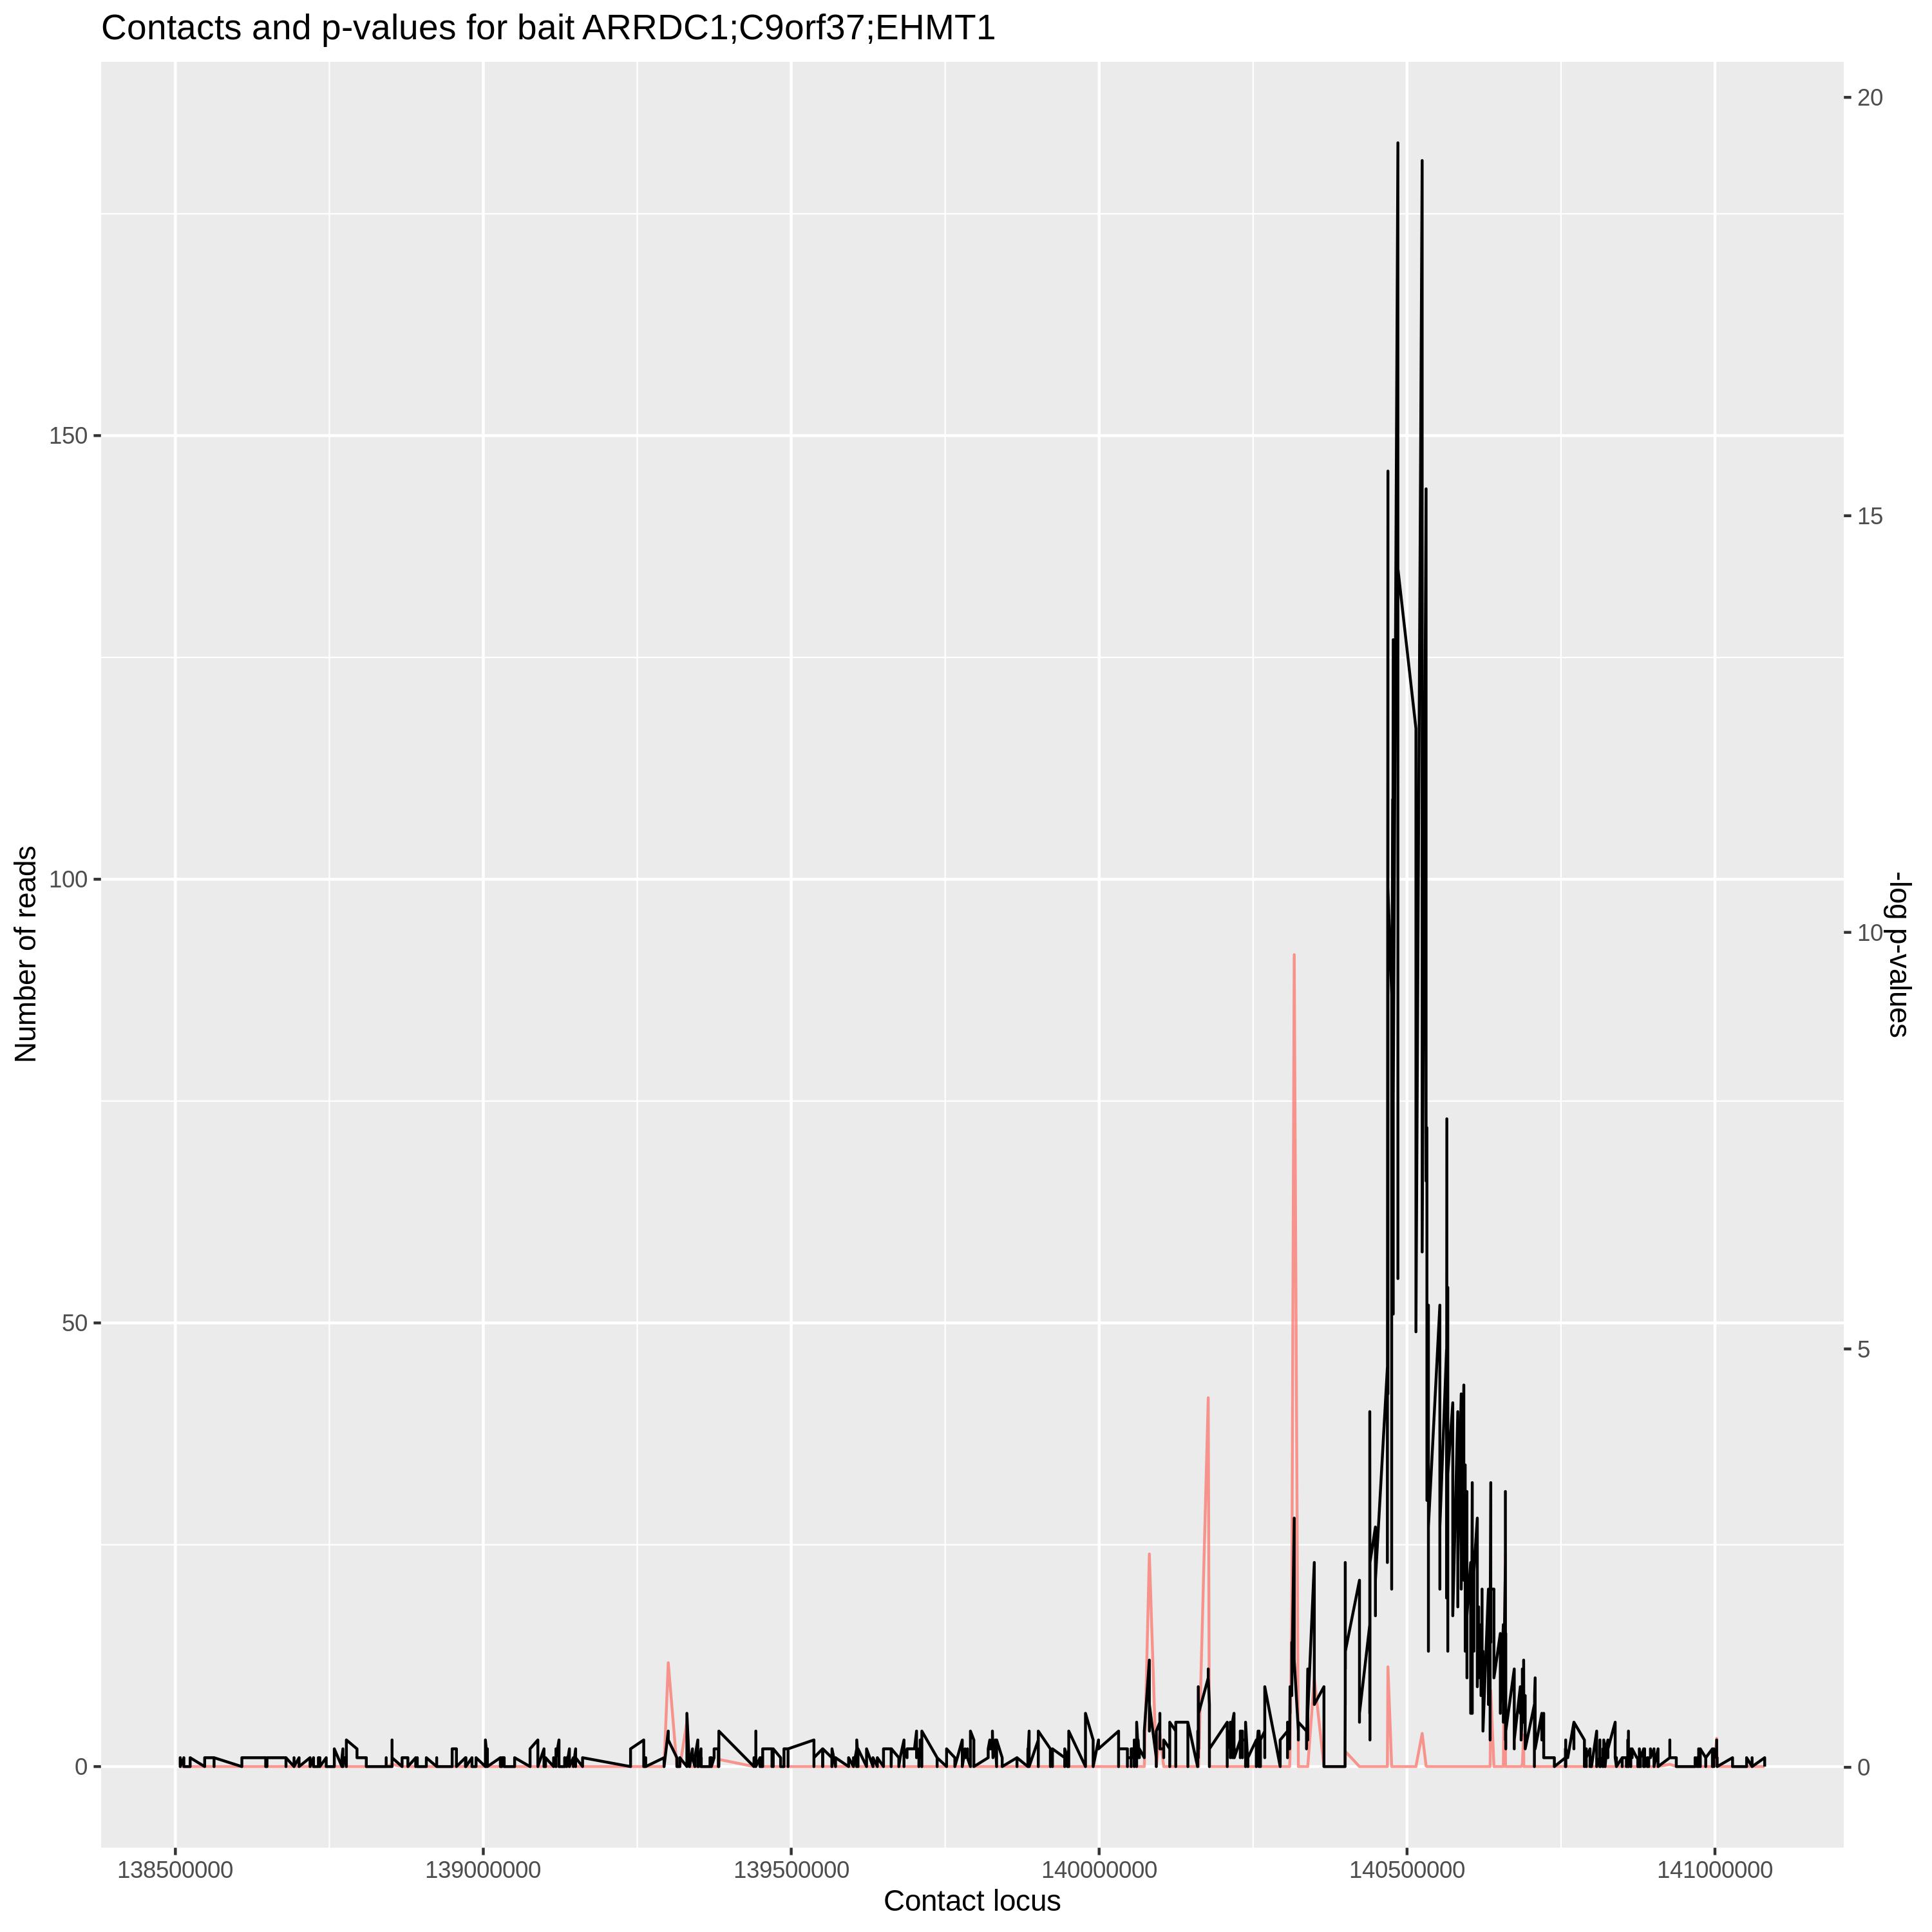 Contacts and p-values for bait ARRDC1;C9orf37;EHMT1
Number of reads
150
100
50
0
20
15
10
5
0
-log p-values
138500000 139000000 139500000 140000000 140500000 141000000
Contact locus